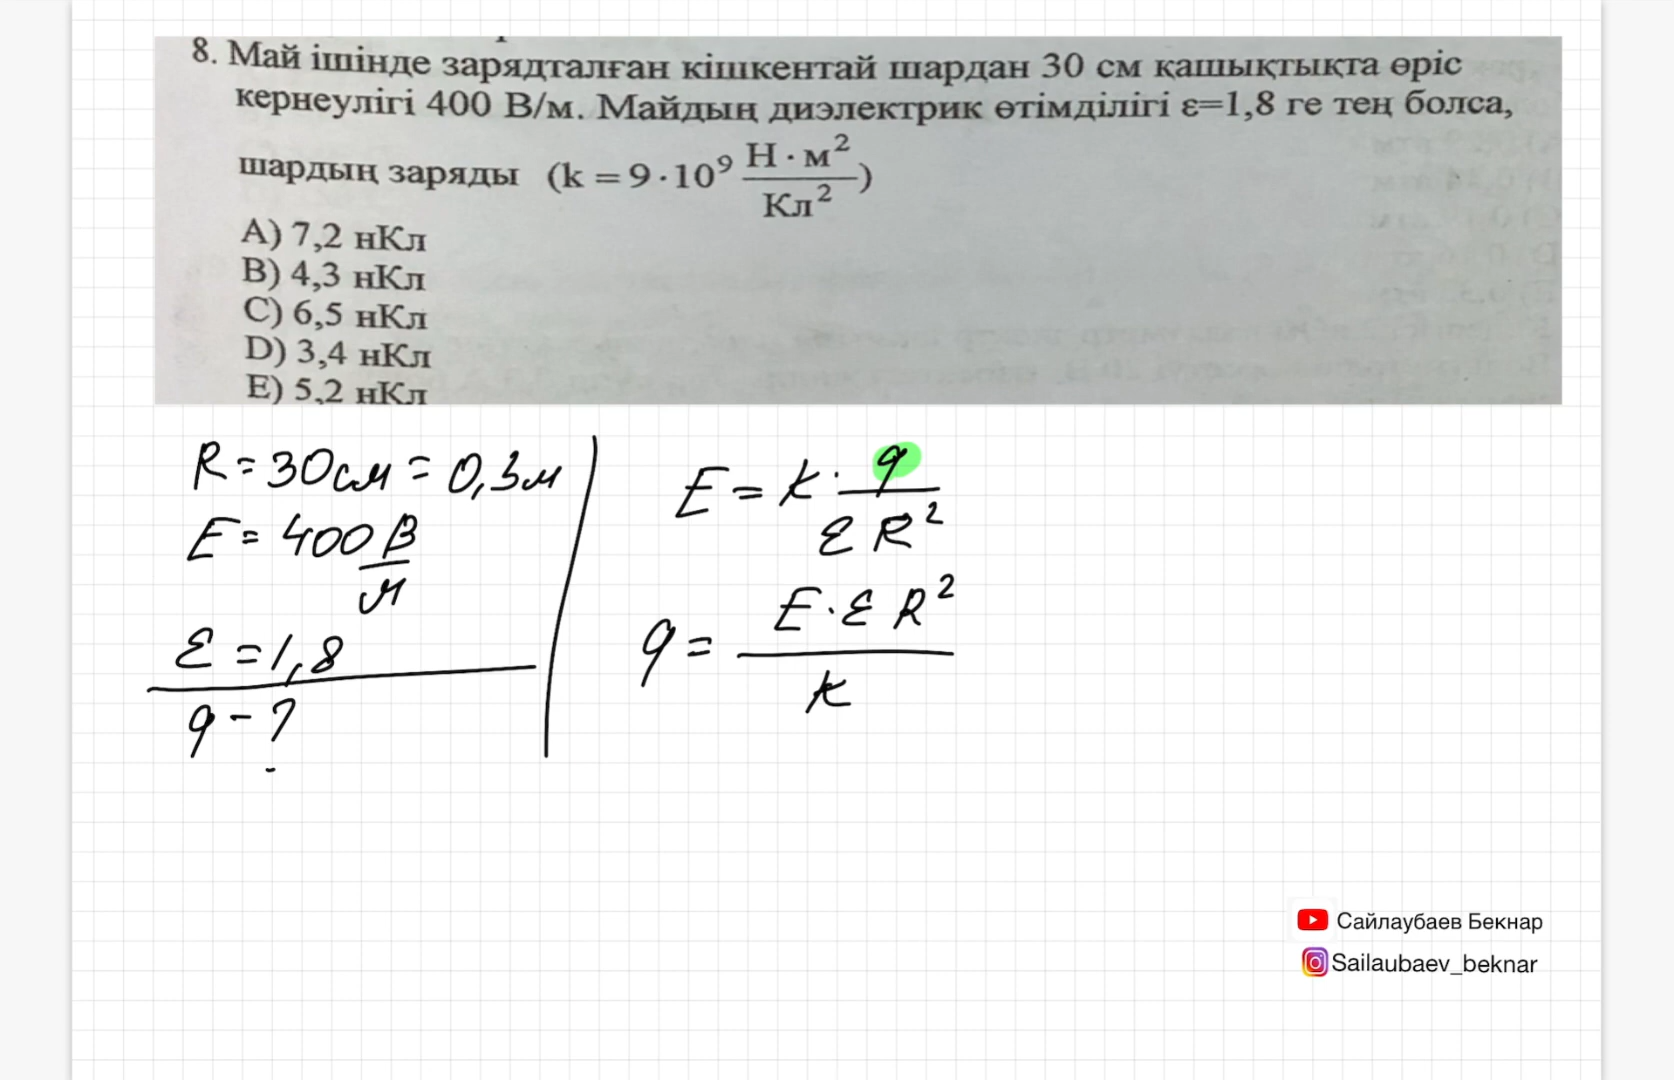 8. Май ішінде зарядталған кішкентай шардан 30 см қашықтықта өріс
кернеулігі 400 В/м. Майдың диэлектрик өтімділігі ε=1,8 ге тең болса,
шардың заряды (k = 9 · 10⁹ Н · м² / Кл²)
A) 7,2 нКл
B) 4,3 нКл
C) 6,5 нКл
D) 3,4 нКл
E) 5,2 нКл
R = 30см = 0,3м
E = 400 В/м
ε = 1,8
q - ?
E = k · q / ε R²
q = E · ε R² / k
Сайлаубаев Бекнар
Sailaubaev_beknar